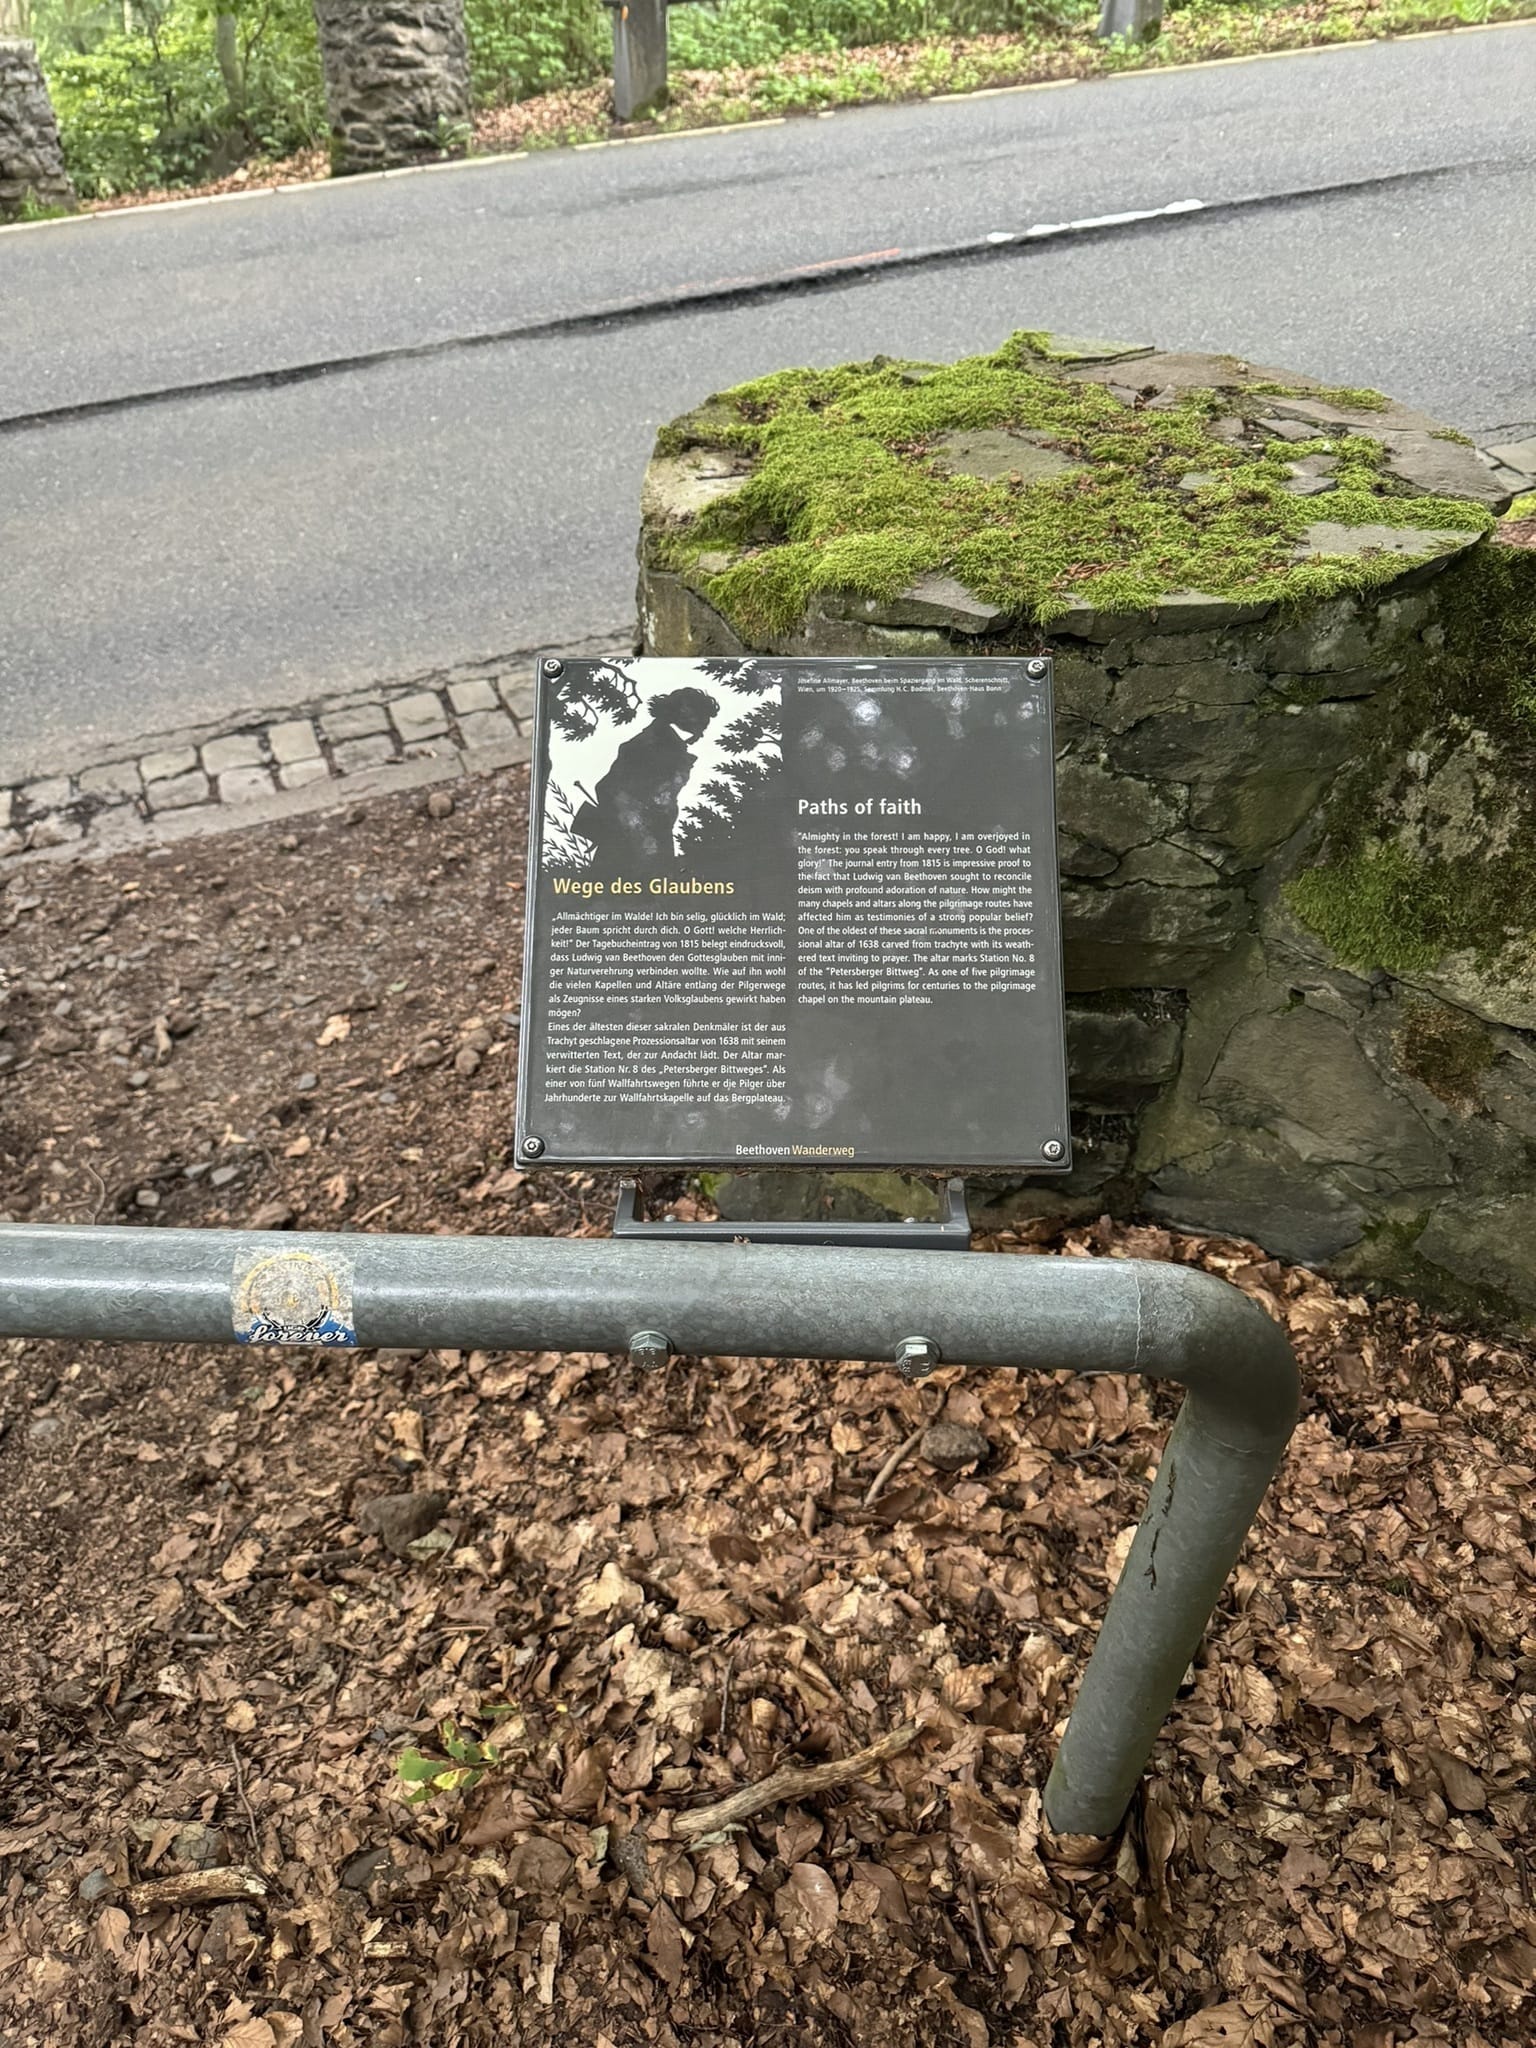 Josefine Allmayer, Beethoven beim Spaziergang im Wald, Scherenschnitt,
Wien, um 1920–1925, Sammlung H.C. Bodmer, Beethoven-Haus Bonn
Wege des Glaubens
„Allmächtiger im Walde! Ich bin selig, glücklich im Wald;
jeder Baum spricht durch dich. O Gott! welche Herrlich-
keit!" Der Tagebucheintrag von 1815 belegt eindrucksvoll,
dass Ludwig van Beethoven den Gottesglauben mit inni-
ger Naturverehrung verbinden wollte. Wie auf ihn wohl
die vielen Kapellen und Altäre entlang der Pilgerwege
als Zeugnisse eines starken Volksglaubens gewirkt haben
mögen?
Eines der ältesten dieser sakralen Denkmäler ist der aus
Trachyt geschlagene Prozessionsaltar von 1638 mit seinem
verwitterten Text, der zur Andacht lädt. Der Altar mar-
kiert die Station Nr. 8 des „Petersberger Bittweges". Als
einer von fünf Wallfahrtswegen führte er die Pilger über
Jahrhunderte zur Wallfahrtskapelle auf das Bergplateau.
Paths of faith
"Almighty in the forest! I am happy, I am overjoyed in
the forest: you speak through every tree. O God! what
glory!" The journal entry from 1815 is impressive proof to
the fact that Ludwig van Beethoven sought to reconcile
deism with profound adoration of nature. How might the
many chapels and altars along the pilgrimage routes have
affected him as testimonies of a strong popular belief?
One of the oldest of these sacral monuments is the proces-
sional altar of 1638 carved from trachyte with its weath-
ered text inviting to prayer. The altar marks Station No. 8
of the "Petersberger Bittweg". As one of five pilgrimage
routes, it has led pilgrims for centuries to the pilgrimage
chapel on the mountain plateau.
Beethoven Wanderweg
forever